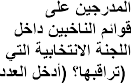 المدرجين على
قوائم الناخبين داخل
اللجنة الانتخابية التي
تراقبها؟ (أدخل العدد)